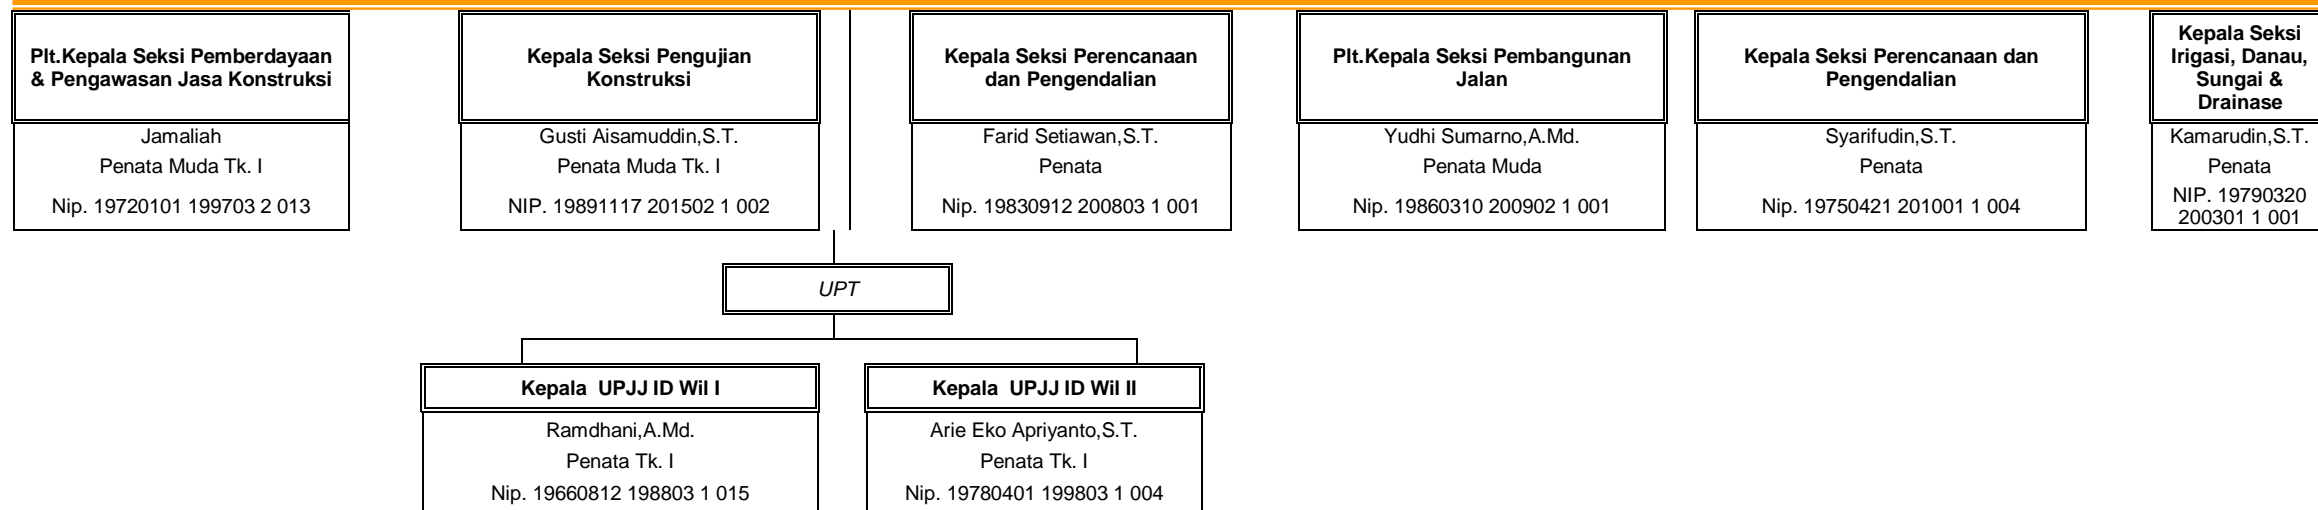 Plt.Kepala Seksi Pemberdayaan
& Pengawasan Jasa Konstruksi
Jamaliah
Penata Muda Tk. I
Nip. 19720101 199703 2 013
Kepala Seksi Pengujian
Konstruksi
Gusti Aisamuddin,S.T.
Penata Muda Tk. I
NIP. 19891117 201502 1 002
Kepala Seksi Perencanaan
dan Pengendalian
Farid Setiawan,S.T.
Penata
Nip. 19830912 200803 1 001
Plt.Kepala Seksi Pembangunan
Jalan
Yudhi Sumarno,A.Md.
Penata Muda
Nip. 19860310 200902 1 001
Kepala Seksi Perencanaan dan
Pengendalian
Syarifudin,S.T.
Penata
Nip. 19750421 201001 1 004
Kepala Seksi
Irigasi, Danau,
Sungai &
Drainase
Kamarudin,S.T.
Penata
NIP. 19790320
200301 1 001
UPT
Kepala  UPJJ ID Wil I
Ramdhani,A.Md.
Penata Tk. I
Nip. 19660812 198803 1 015
Kepala  UPJJ ID Wil II
Arie Eko Apriyanto,S.T.
Penata Tk. I
Nip. 19780401 199803 1 004